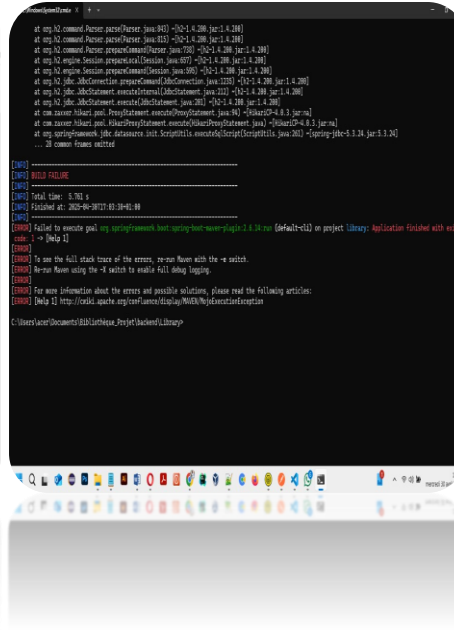 at org.h2.command.Parser.parse(Parser.java:843) ~[h2-1.4.200.jar:1.4.200]
at org.h2.command.Parser.parse(Parser.java:815) ~[h2-1.4.200.jar:1.4.200]
at org.h2.command.Parser.prepareCommand(Parser.java:738) ~[h2-1.4.200.jar:1.4.200]
at org.h2.engine.Session.prepareLocal(Session.java:657) ~[h2-1.4.200.jar:1.4.200]
at org.h2.engine.Session.prepareCommand(Session.java:595) ~[h2-1.4.200.jar:1.4.200]
at org.h2.jdbc.JdbcConnection.prepareCommand(JdbcConnection.java:1235) ~[h2-1.4.200.jar:1.4.200]
at org.h2.jdbc.JdbcStatement.executeInternal(JdbcStatement.java:212) ~[h2-1.4.200.jar:1.4.200]
at org.h2.jdbc.JdbcStatement.execute(JdbcStatement.java:201) ~[h2-1.4.200.jar:1.4.200]
at com.zaxxer.hikari.pool.ProxyStatement.execute(ProxyStatement.java:94) ~[HikariCP-4.0.3.jar:na]
at com.zaxxer.hikari.pool.HikariProxyStatement.execute(HikariProxyStatement.java) ~[HikariCP-4.0.3.jar:na]
at org.springframework.jdbc.datasource.init.ScriptUtils.executeSqlScript(ScriptUtils.java:261) ~[spring-jdbc-5.3.24.jar:5.3.24]
... 28 common frames omitted
[INFO] ------------------------------------------------------------------------
[INFO] BUILD FAILURE
[INFO] ------------------------------------------------------------------------
[INFO] Total time: 5.761 s
[INFO] Finished at: 2025-04-30T17:03:38+01:00
[INFO] ------------------------------------------------------------------------
[ERROR] Failed to execute goal org.springframework.boot:spring-boot-maven-plugin:2.6.14:run (default-cli) on project library: Application finished with exi
code: 1 -> [Help 1]
[ERROR]
[ERROR] To see the full stack trace of the errors, re-run Maven with the -e switch.
[ERROR] Re-run Maven using the -X switch to enable full debug logging.
[ERROR]
[ERROR] For more information about the errors and possible solutions, please read the following articles:
[ERROR] [Help 1] http://cwiki.apache.org/confluence/display/MAVEN/MojoExecutionException
C:\Users\acer\Documents\Bibliothèque_Projet\backend\Library>
mercredi 30